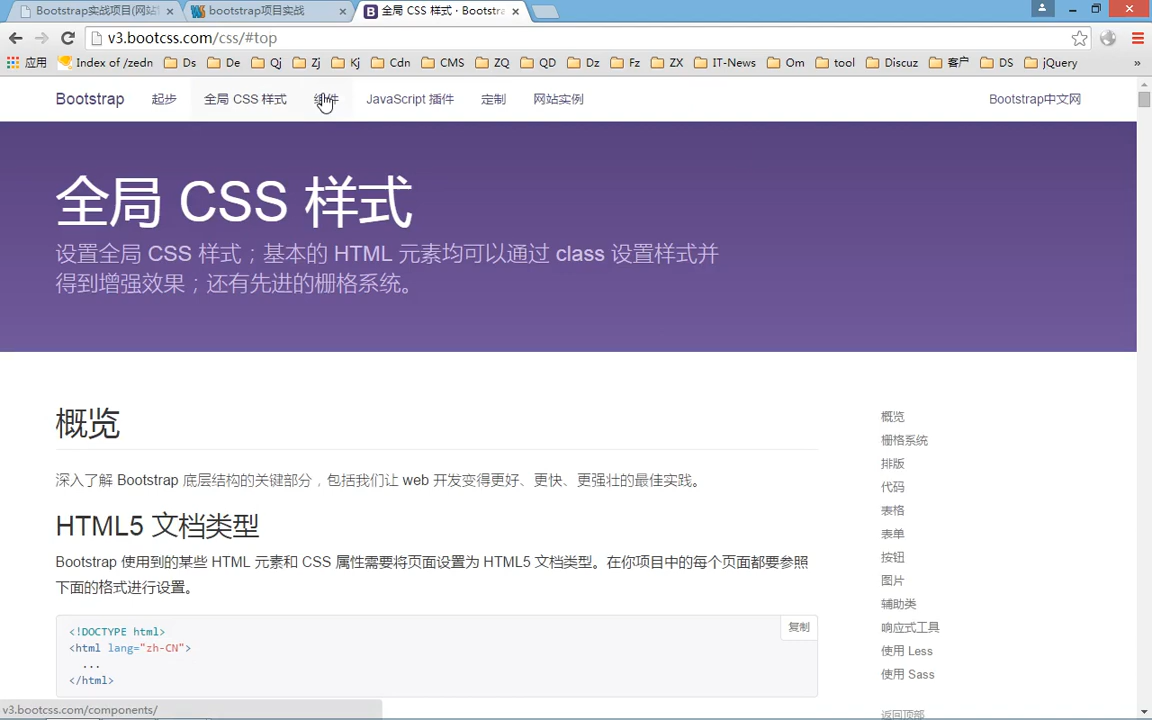 Bootstrap实战项目(网站
bootstrap项目实战
全局 CSS 样式 · Bootstra
v3.bootcss.com/css/#top
应用 Index of /zedn Ds De Qj Zj Kj Cdn CMS ZQ QD Dz Fz ZX IT-News Om tool Discuz 客户 DS jQuery »
Bootstrap 起步 全局 CSS 样式 组件 JavaScript 插件 定制 网站实例 Bootstrap中文网
全局 CSS 样式
设置全局 CSS 样式；基本的 HTML 元素均可以通过 class 设置样式并
得到增强效果；还有先进的栅格系统。
概览
深入了解 Bootstrap 底层结构的关键部分，包括我们让 web 开发变得更好、更快、更强壮的最佳实践。
HTML5 文档类型
Bootstrap 使用到的某些 HTML 元素和 CSS 属性需要将页面设置为 HTML5 文档类型。在你项目中的每个页面都要参照
下面的格式进行设置。
复制
<!DOCTYPE html>
<html lang="zh-CN">
...
</html>
概览
栅格系统
排版
代码
表格
表单
按钮
图片
辅助类
响应式工具
使用 Less
使用 Sass
返回顶部
v3.bootcss.com/components/